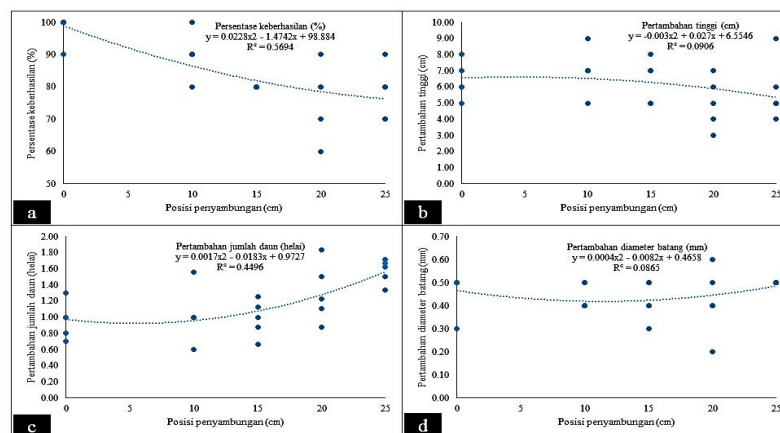 Persentase keberhasilan (%)
y = 0.0228x2 - 1.4742x + 98.884
R² = 0.5694
Persentase keberhasilan (%)
100
90
80
70
60
50
0
5
10
15
20
25
Posisi penyambungan (cm)
a
Pertambahan tinggi (cm)
y = -0.003x2 + 0.027x + 6.5546
R² = 0.0906
Pertambahan tinggi (cm)
10.00
9.00
8.00
7.00
6.00
5.00
4.00
3.00
2.00
1.00
0.00
0
5
10
15
20
25
Posisi penyambungan (cm)
b
Pertambahan jumlah daun (helai)
y = 0.0017x2 - 0.0183x + 0.9727
R² = 0.4496
Pertambahan jumlah daun (helai)
2.00
1.80
1.60
1.40
1.20
1.00
0.80
0.60
0.40
0.20
0.00
0
5
10
15
20
25
Posisi penyambungan (cm)
c
Pertambahan diameter batang (mm)
y = 0.0004x2 - 0.0082x + 0.4658
R² = 0.0865
Pertambahan diameter batang (mm)
0.70
0.60
0.50
0.40
0.30
0.20
0.10
0.00
0
5
10
15
20
25
Posisi penyambungan (cm)
d